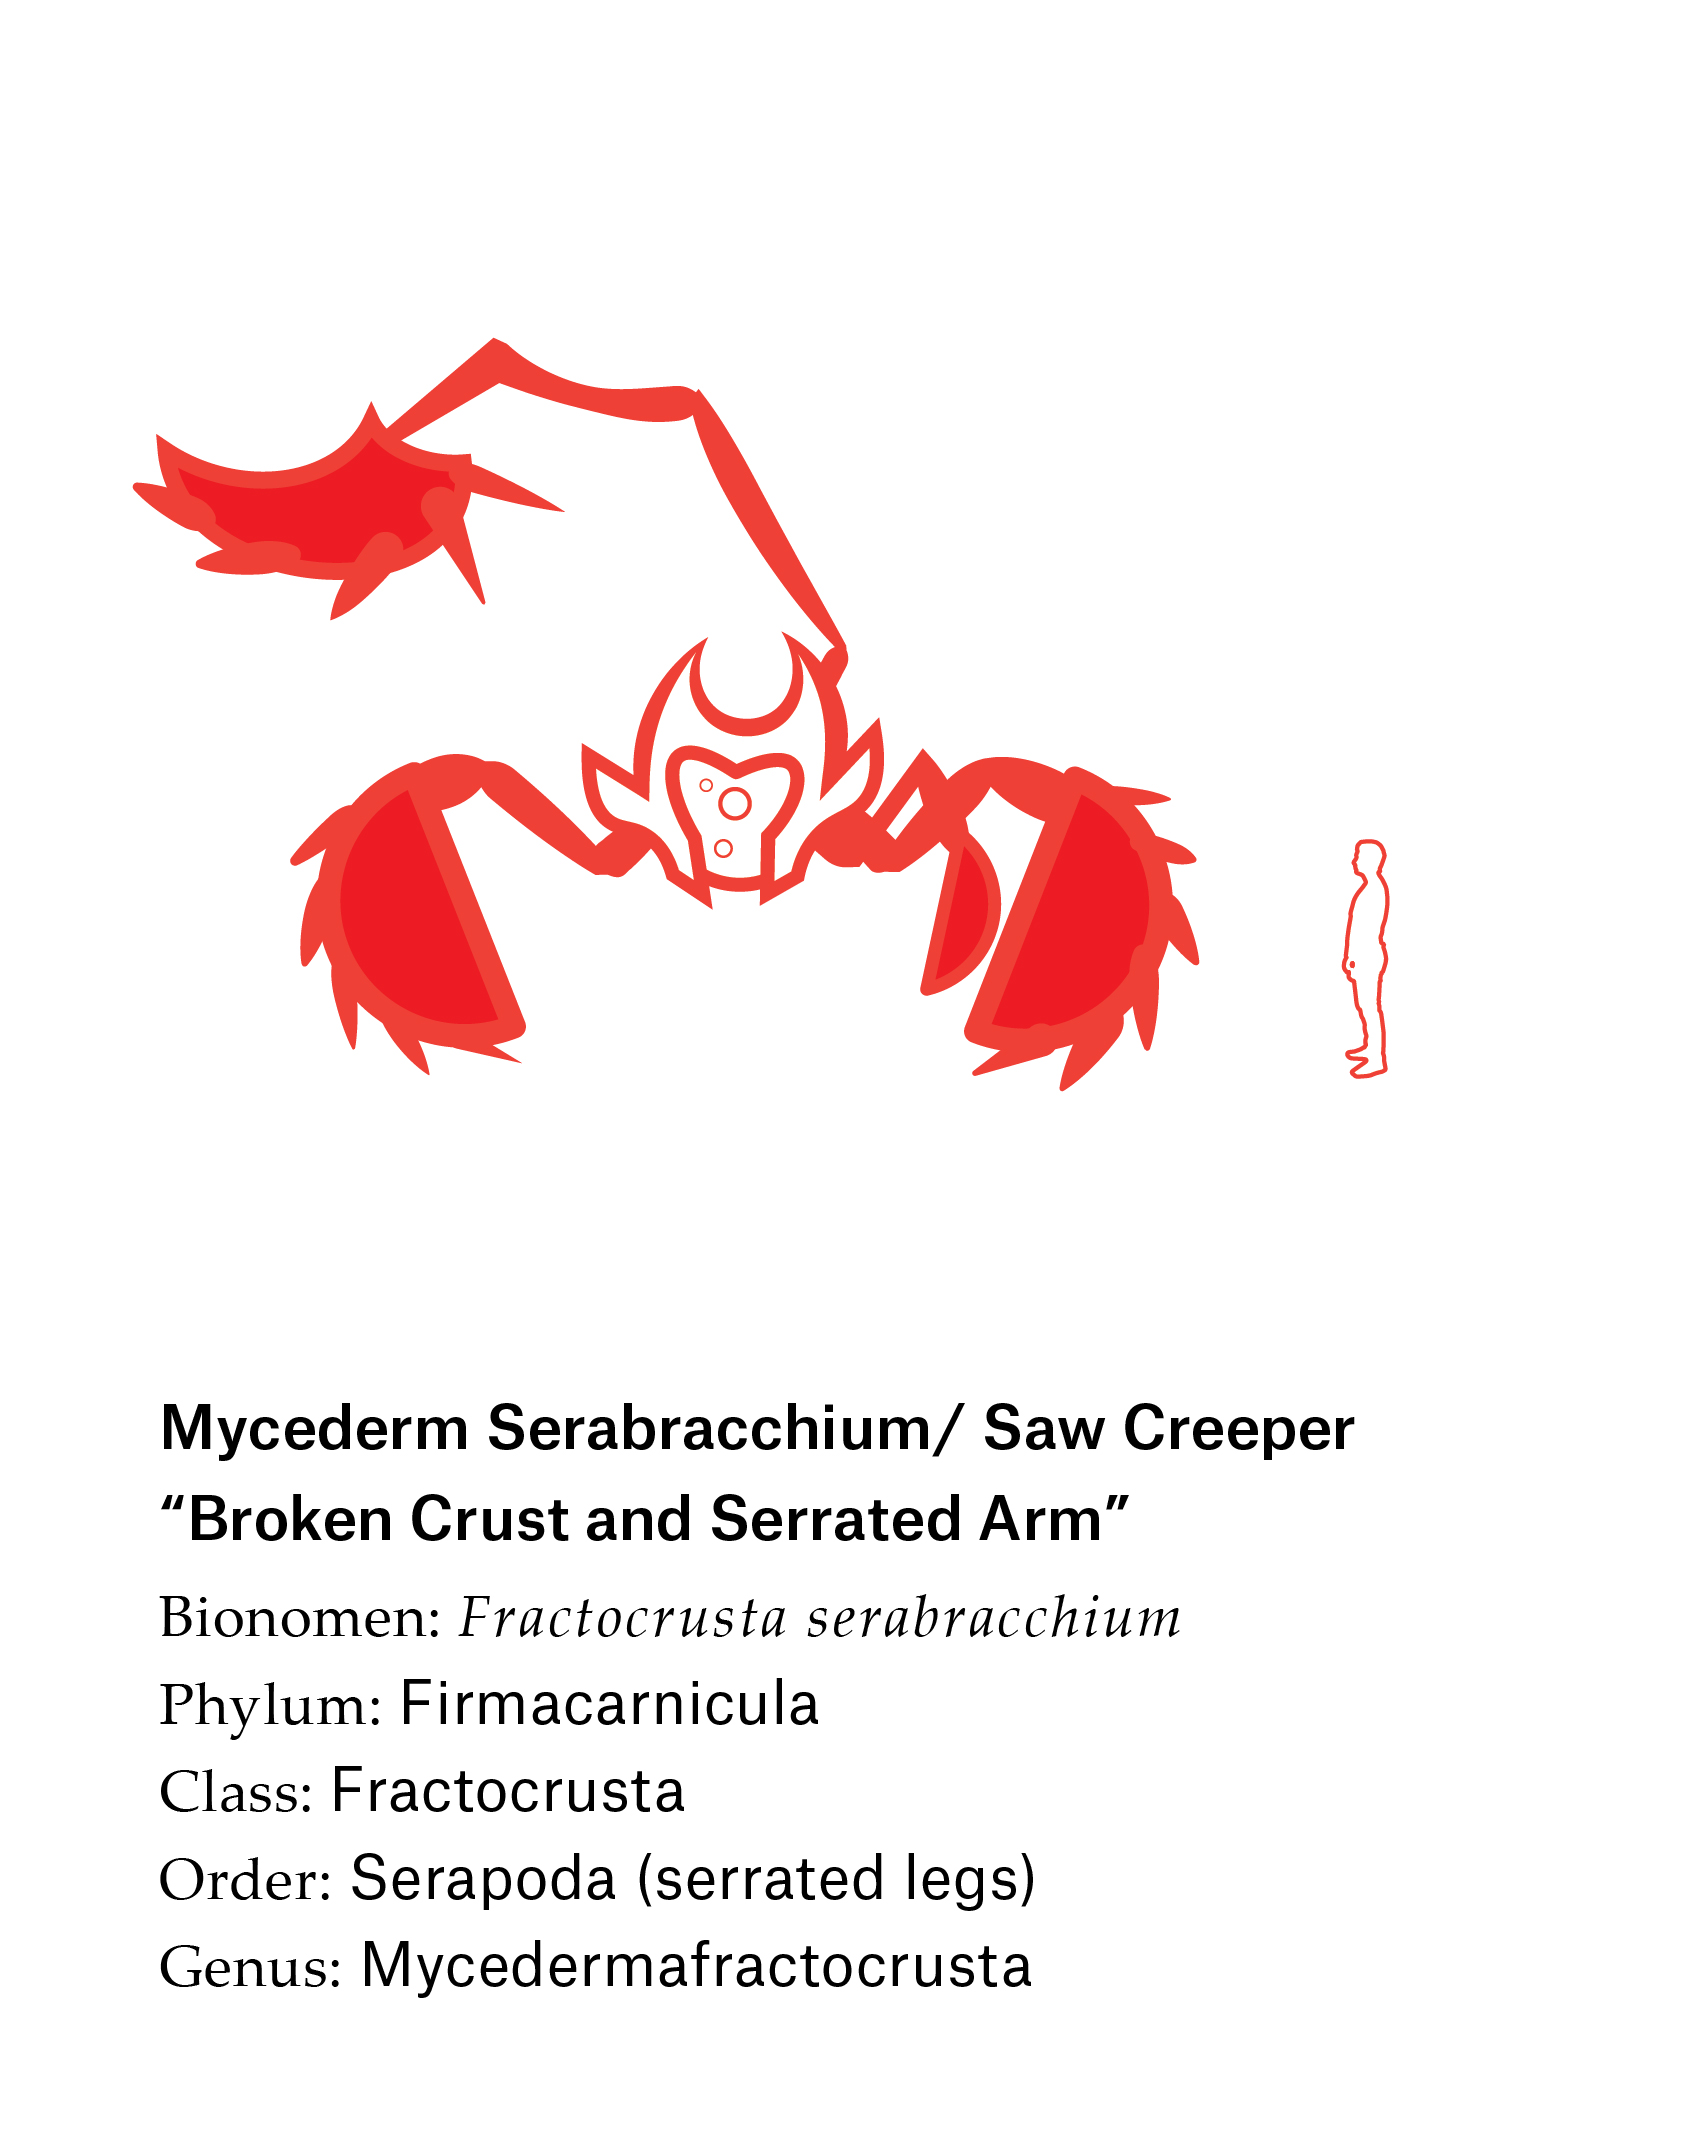 Mycederm Serabracchium/ Saw Creeper
“Broken Crust and Serrated Arm”
Bionomen: Fractocrusta serabracchium
Phylum: Firmacarnicula
Class: Fractocrusta
Order: Serapoda (serrated legs)
Genus: Mycedermafractocrusta